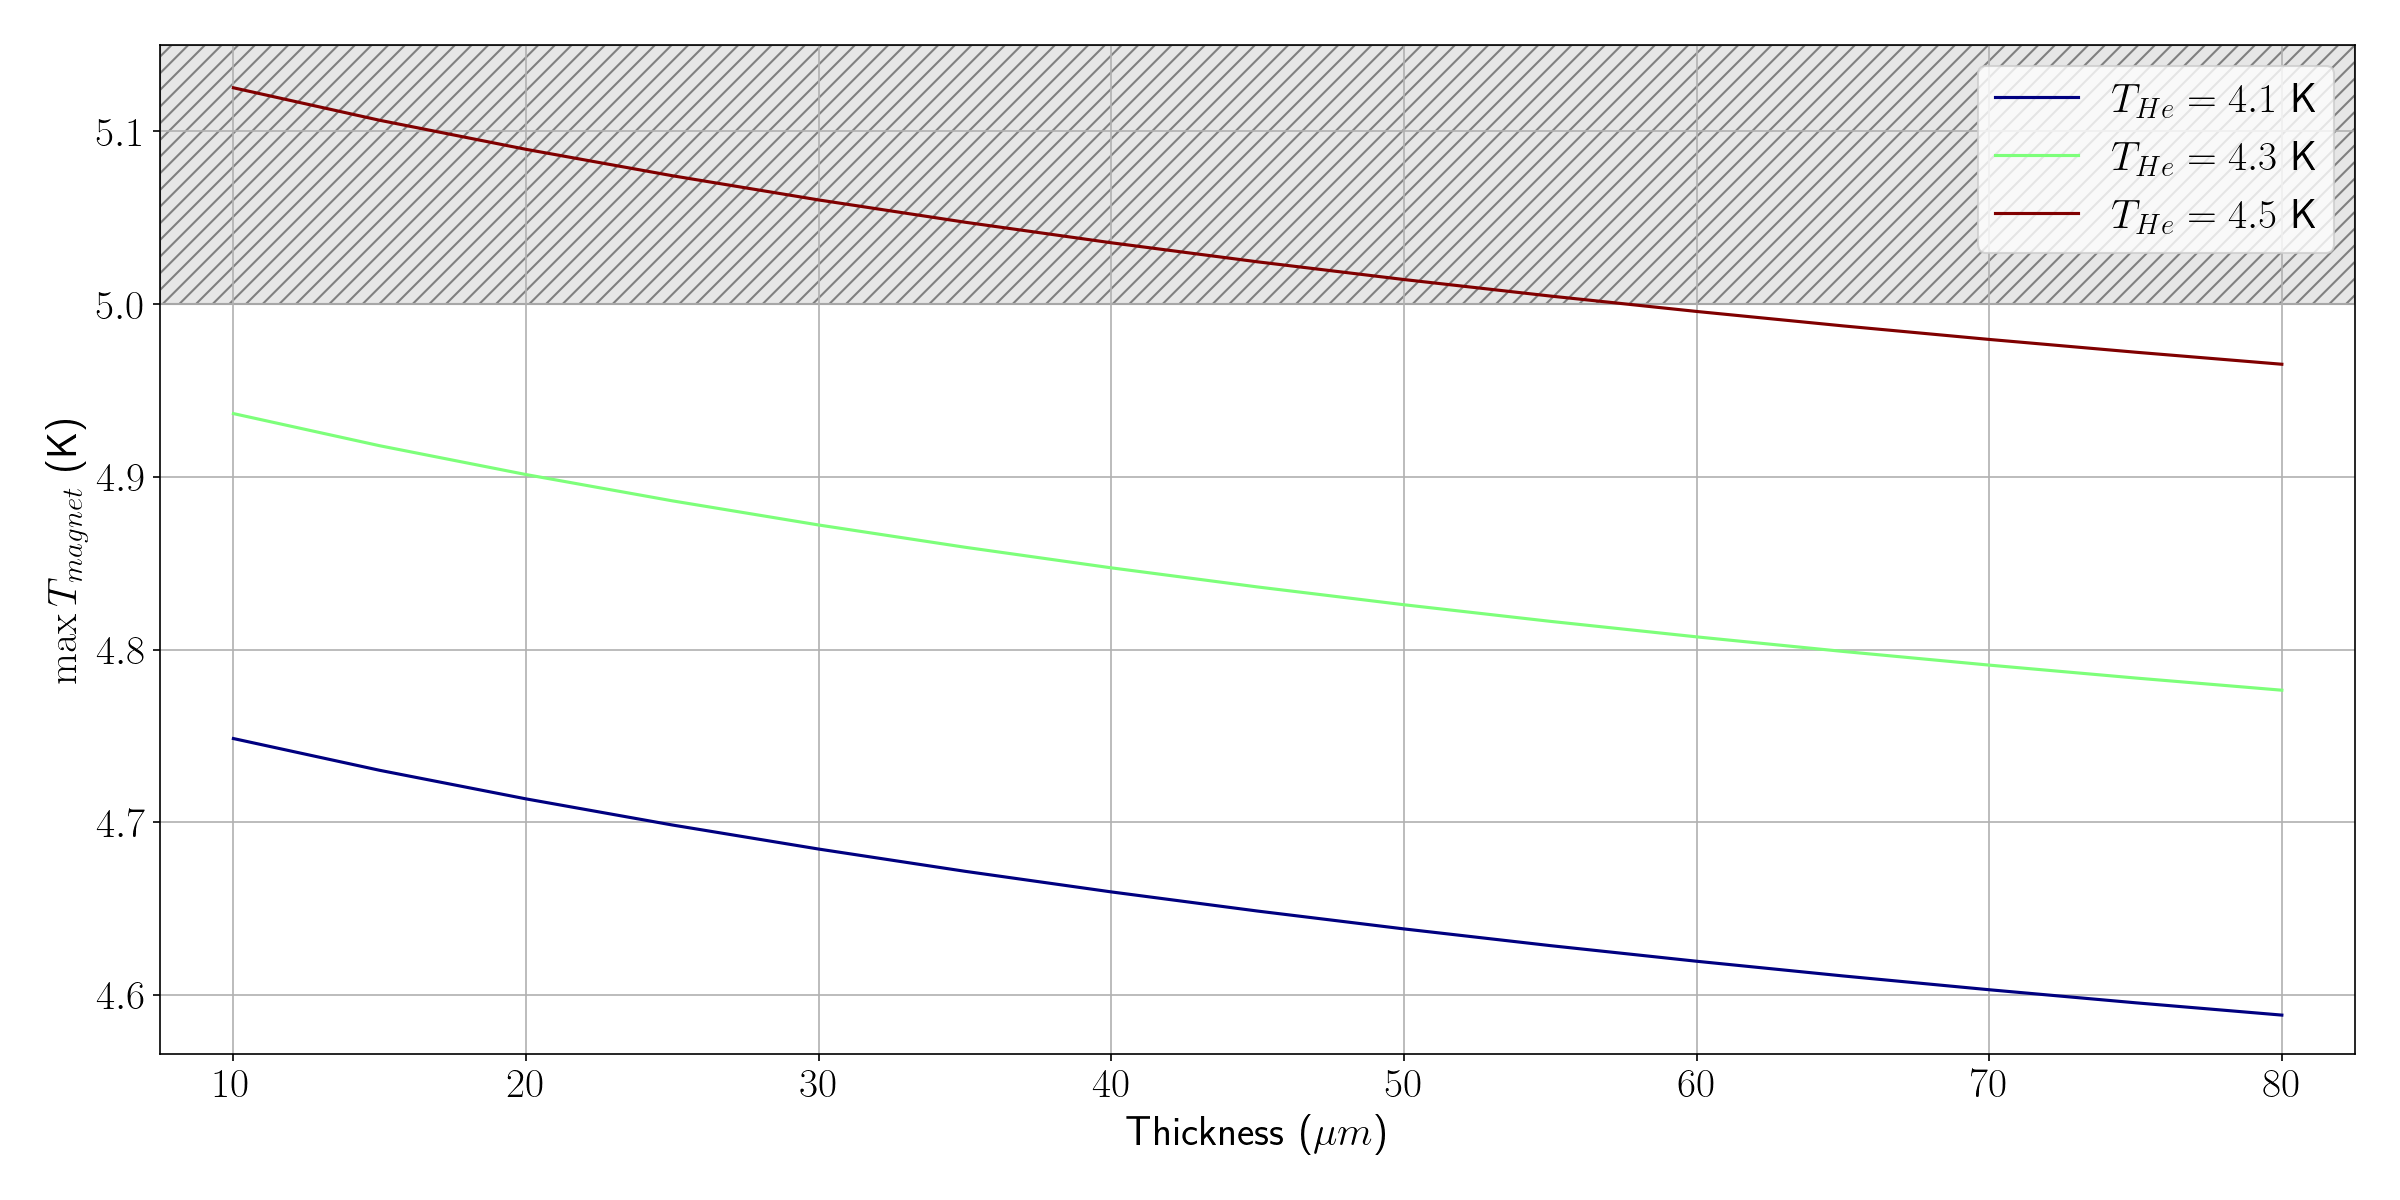 max T_magnet (K)
5.1
5.0
4.9
4.8
4.7
4.6
T_He = 4.1 K
T_He = 4.3 K
T_He = 4.5 K
10 20 30 40 50 60 70 80
Thickness (μm)